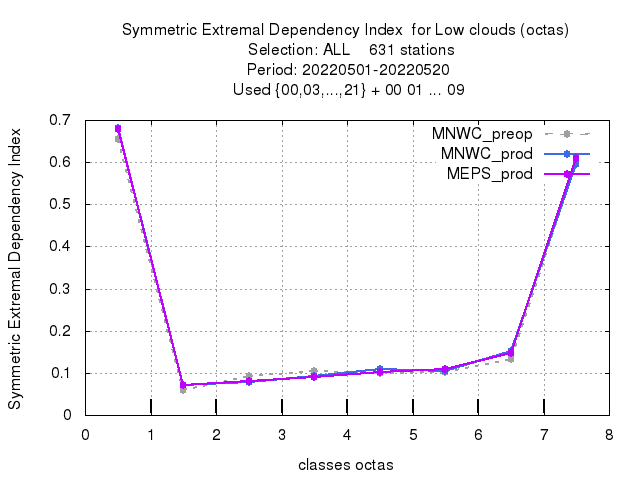 Symmetric Extremal Dependency Index  for Low clouds (octas)
Selection: ALL    631 stations
Period: 20220501-20220520
Used {00,03,...,21} + 00 01 ... 09
Symmetric Extremal Dependency Index
0.7
0.6
0.5
0.4
0.3
0.2
0.1
0
MNWC_preop
MNWC_prod
MEPS_prod
0 1 2 3 4 5 6 7 8
classes octas